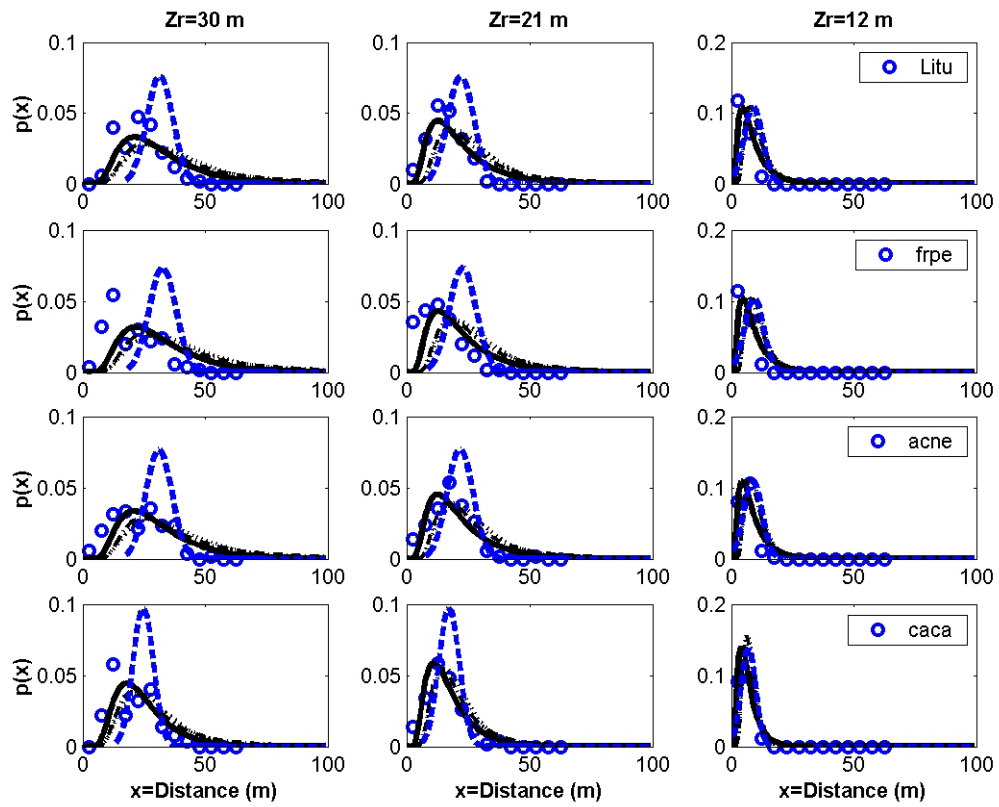 Zr=30 m Zr=21 m Zr=12 m
0.1 0.1 0.2
p(x) 0.05 0.05 0.1 Litu
0 0 0
0 50 100 0 50 100 0 50 100
0.1 0.1 0.2
p(x) 0.05 0.05 0.1 frpe
0 0 0
0 50 100 0 50 100 0 50 100
0.1 0.1 0.2
p(x) 0.05 0.05 0.1 acne
0 0 0
0 50 100 0 50 100 0 50 100
0.1 0.1 0.2
p(x) 0.05 0.05 0.1 caca
0 0 0
0 50 100 0 50 100 0 50 100
x=Distance (m) x=Distance (m) x=Distance (m)